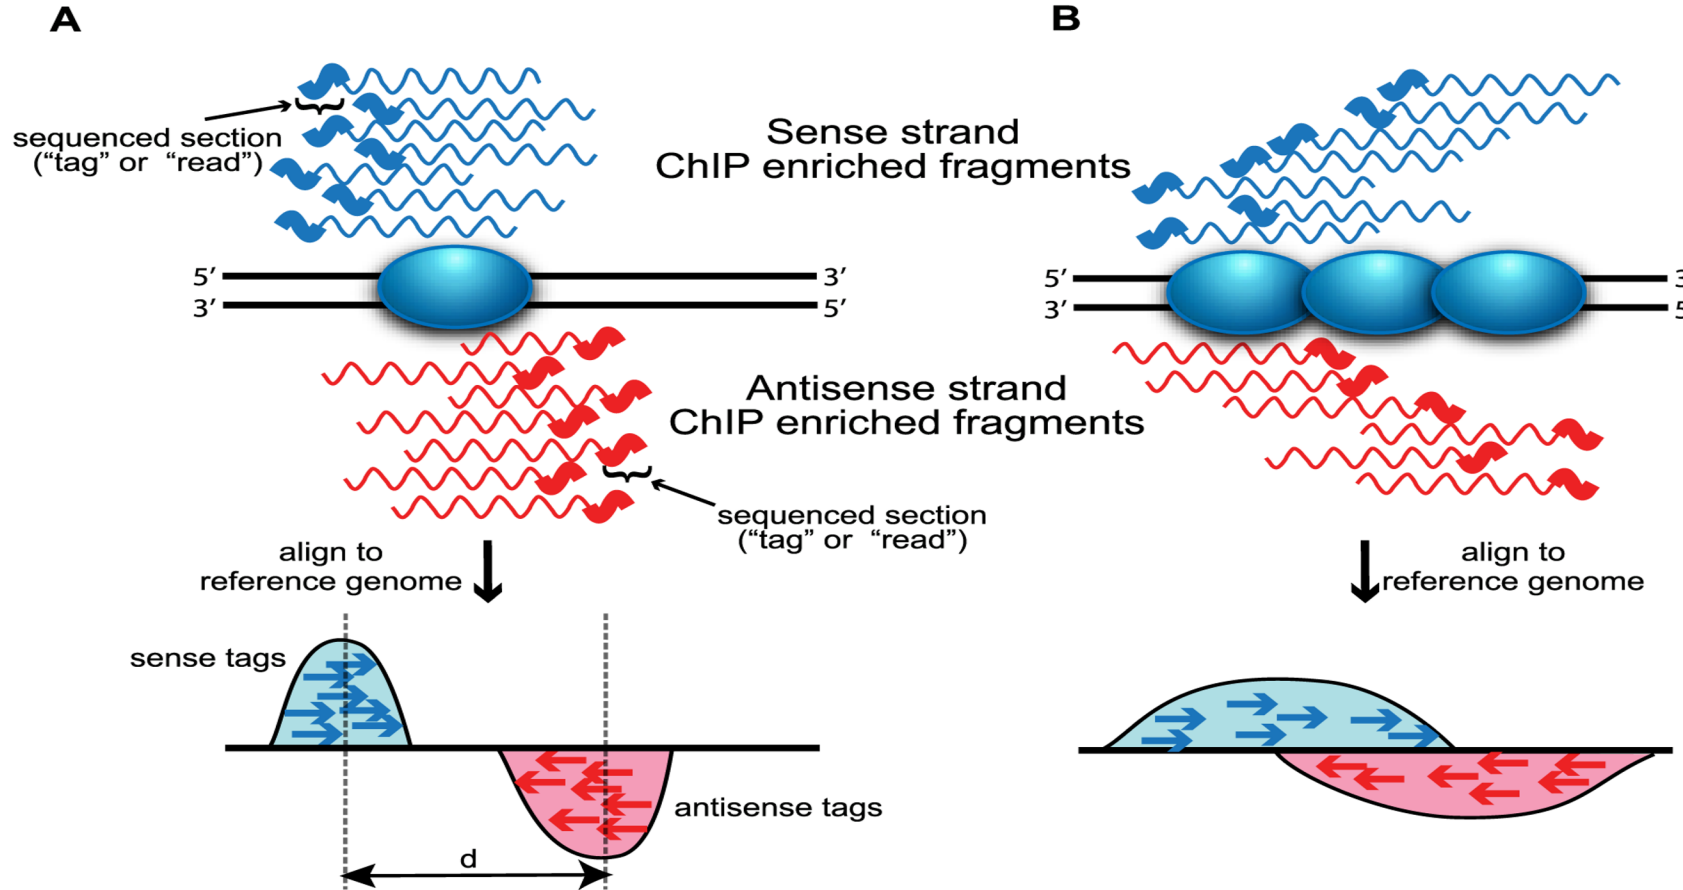 A
B
sequenced section
(“tag” or “read”)
Sense strand
ChIP enriched fragments
5’
3’
3’
5’
5’
3
3’
5
Antisense strand
ChIP enriched fragments
sequenced section
(“tag” or “read”)
align to
reference genome
align to
reference genome
sense tags
antisense tags
d